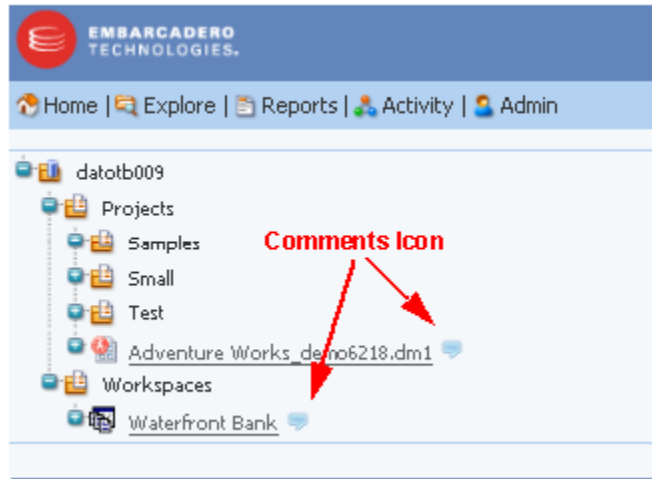 EMBARCADERO
TECHNOLOGIES.
Home | Explore | Reports | Activity | Admin
datotb009
Projects
Samples
Comments Icon
Small
Test
Adventure Works_demo6218.dm1
Workspaces
Waterfront Bank